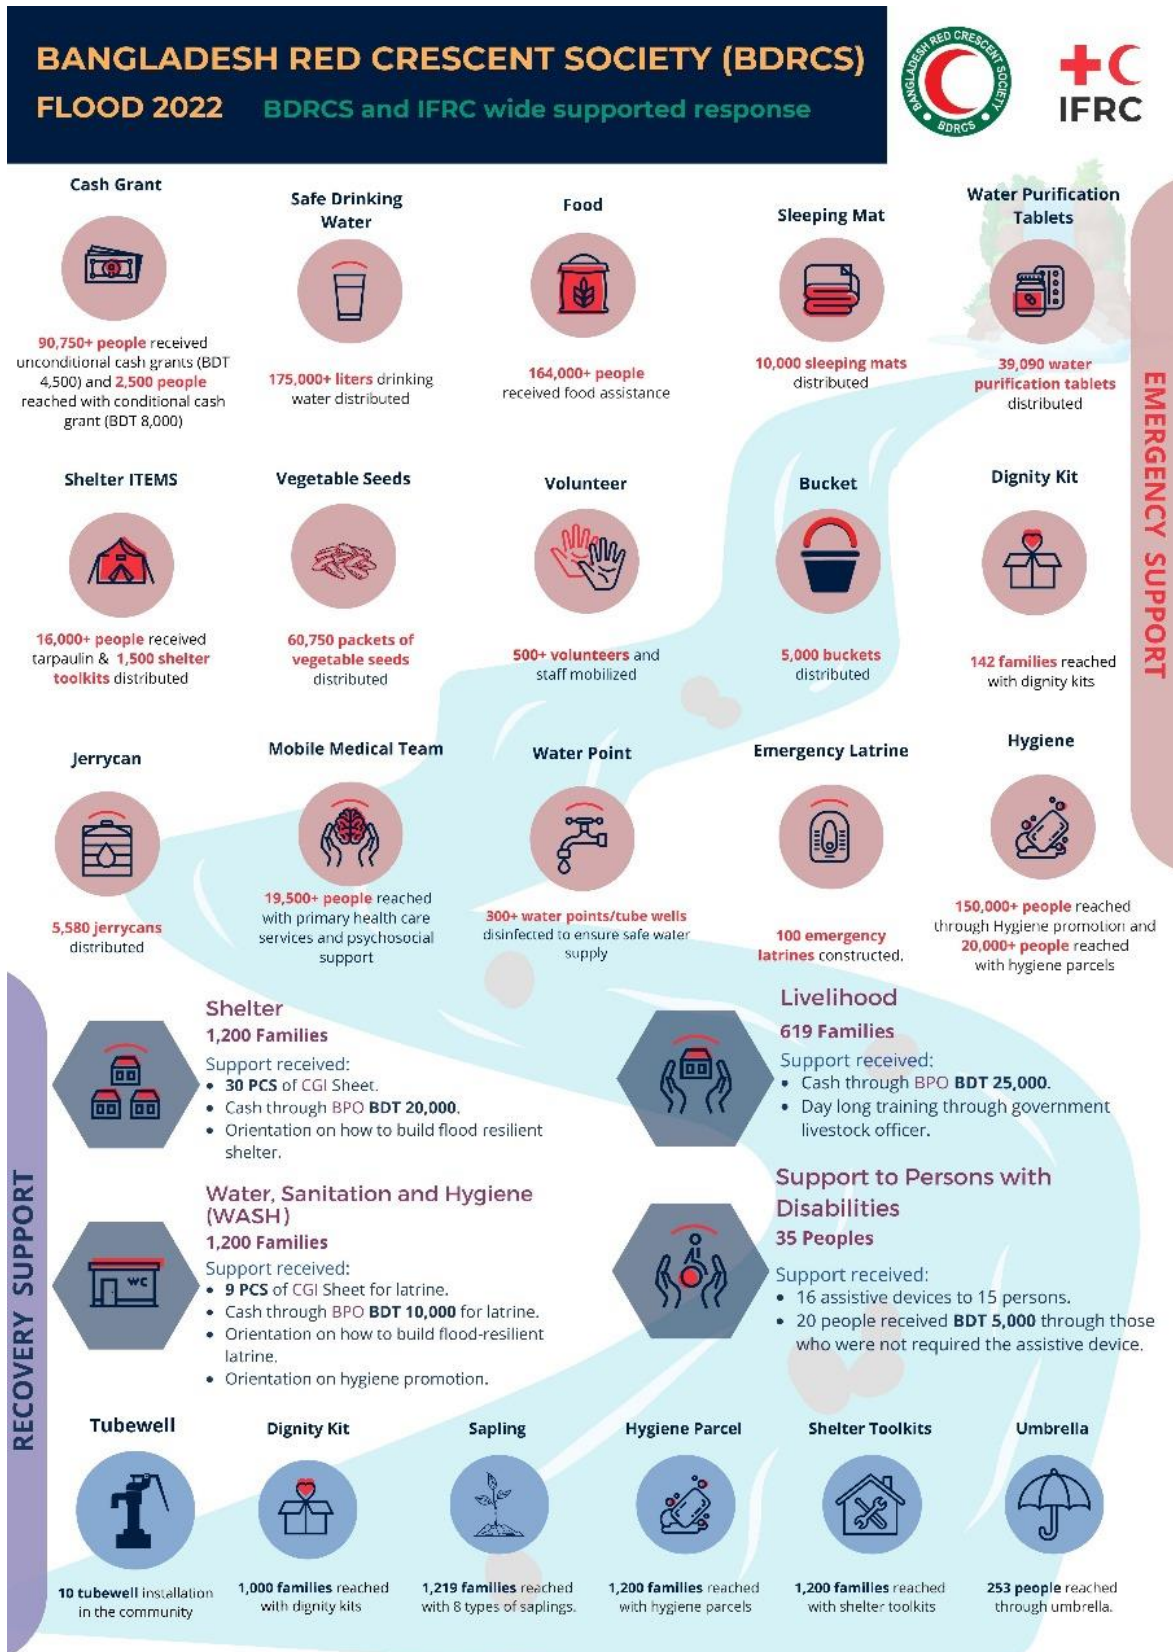 BANGLADESH RED CRESCENT SOCIETY (BDRCS)
FLOOD 2022 BDRCS and IFRC wide supported response
BANGLADESH RED CRESCENT SOCIETY
BDRCS
IFRC
Cash Grant
90,750+ people received
unconditional cash grants (BDT
4,500) and 2,500 people
reached with conditional cash
grant (BDT 8,000)
Safe Drinking
Water
175,000+ liters drinking
water distributed
Food
164,000+ people
received food assistance
Sleeping Mat
10,000 sleeping mats
distributed
Water Purification
Tablets
39,090 water
purification tablets
distributed
EMERGENCY SUPPORT
Shelter ITEMS
16,000+ people received
tarpaulin & 1,500 shelter
toolkits distributed
Vegetable Seeds
60,750 packets of
vegetable seeds
distributed
Volunteer
500+ volunteers and
staff mobilized
Bucket
5,000 buckets
distributed
Dignity Kit
142 families reached
with dignity kits
Jerrycan
5,580 jerrycans
distributed
Mobile Medical Team
19,500+ people reached
with primary health care
services and psychosocial
support
Water Point
300+ water points/tube wells
disinfected to ensure safe water
supply
Emergency Latrine
100 emergency
latrines constructed.
Hygiene
150,000+ people reached
through Hygiene promotion and
20,000+ people reached
with hygiene parcels
RECOVERY SUPPORT
Shelter
1,200 Families
Support received:
• 30 PCS of CGI Sheet.
• Cash through BPO BDT 20,000.
• Orientation on how to build flood resilient
shelter.
Livelihood
619 Families
Support received:
• Cash through BPO BDT 25,000.
• Day long training through government
livestock officer.
Water, Sanitation and Hygiene
(WASH)
1,200 Families
Support received:
• 9 PCS of CGI Sheet for latrine.
• Cash through BPO BDT 10,000 for latrine.
• Orientation on how to build flood-resilient
latrine.
• Orientation on hygiene promotion.
WC
Support to Persons with
Disabilities
35 Peoples
Support received:
• 16 assistive devices to 15 persons.
• 20 people received BDT 5,000 through those
who were not required the assistive device.
Tubewell
10 tubewell installation
in the community
Dignity Kit
1,000 families reached
with dignity kits
Sapling
1,219 families reached
with 8 types of saplings.
Hygiene Parcel
1,200 families reached
with hygiene parcels
Shelter Toolkits
1,200 families reached
with shelter toolkits
Umbrella
253 people reached
through umbrella.